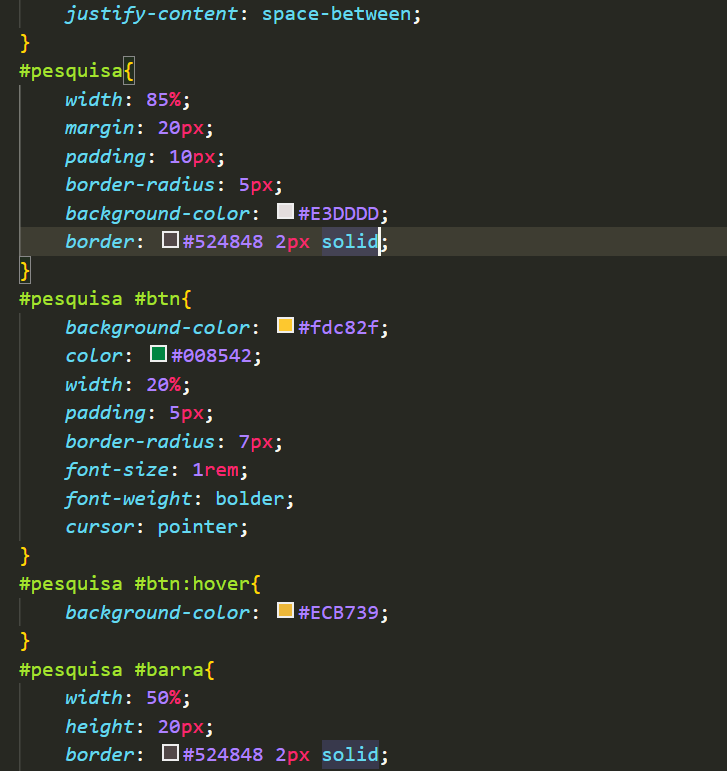 justify-content: space-between;
}
#pesquisa{
width: 85%;
margin: 20px;
padding: 10px;
border-radius: 5px;
background-color: #E3DDDD;
border: #524848 2px solid;
}
#pesquisa #btn{
background-color: #fdc82f;
color: #008542;
width: 20%;
padding: 5px;
border-radius: 7px;
font-size: 1rem;
font-weight: bolder;
cursor: pointer;
}
#pesquisa #btn:hover{
background-color: #ECB739;
}
#pesquisa #barra{
width: 50%;
height: 20px;
border: #524848 2px solid;